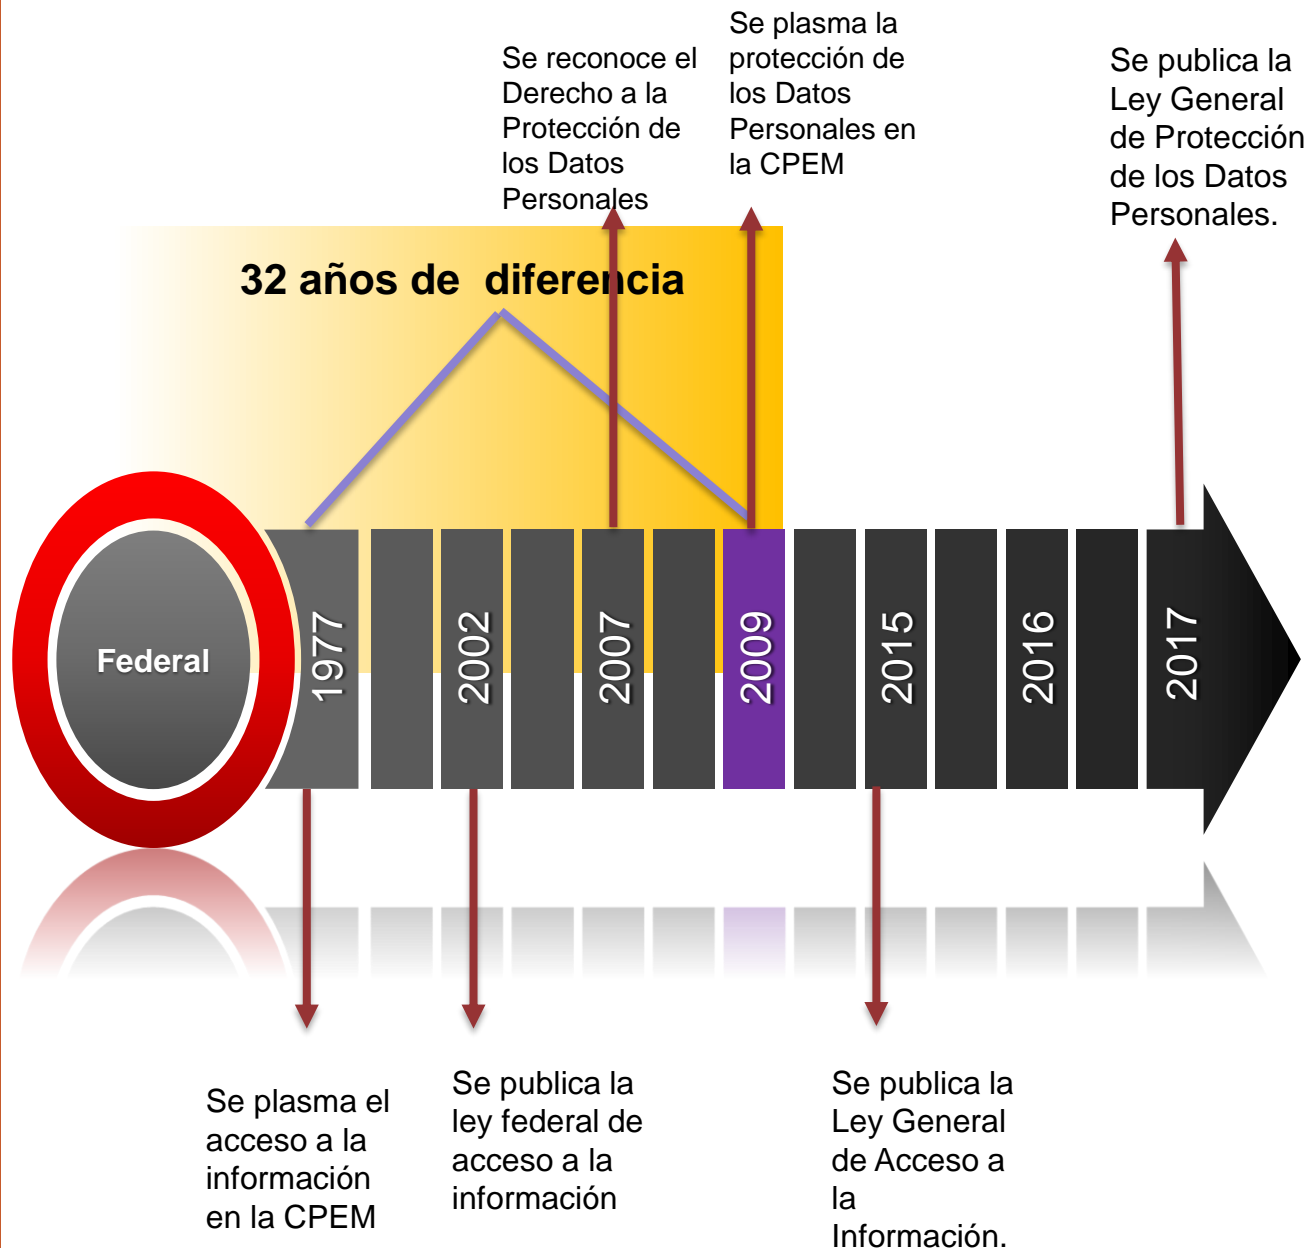 Se reconoce el
Derecho a la
Protección de
los Datos
Personales
Se plasma la
protección de
los Datos
Personales en
la CPEM
Se publica la
Ley General
de Protección
de los Datos
Personales.
32 años de  diferencia
Federal
1977
2002
2007
2009
2015
2016
2017
Se plasma el
acceso a la
información
en la CPEM
Se publica la
ley federal de
acceso a la
información
Se publica la
Ley General
de Acceso a
la
Información.